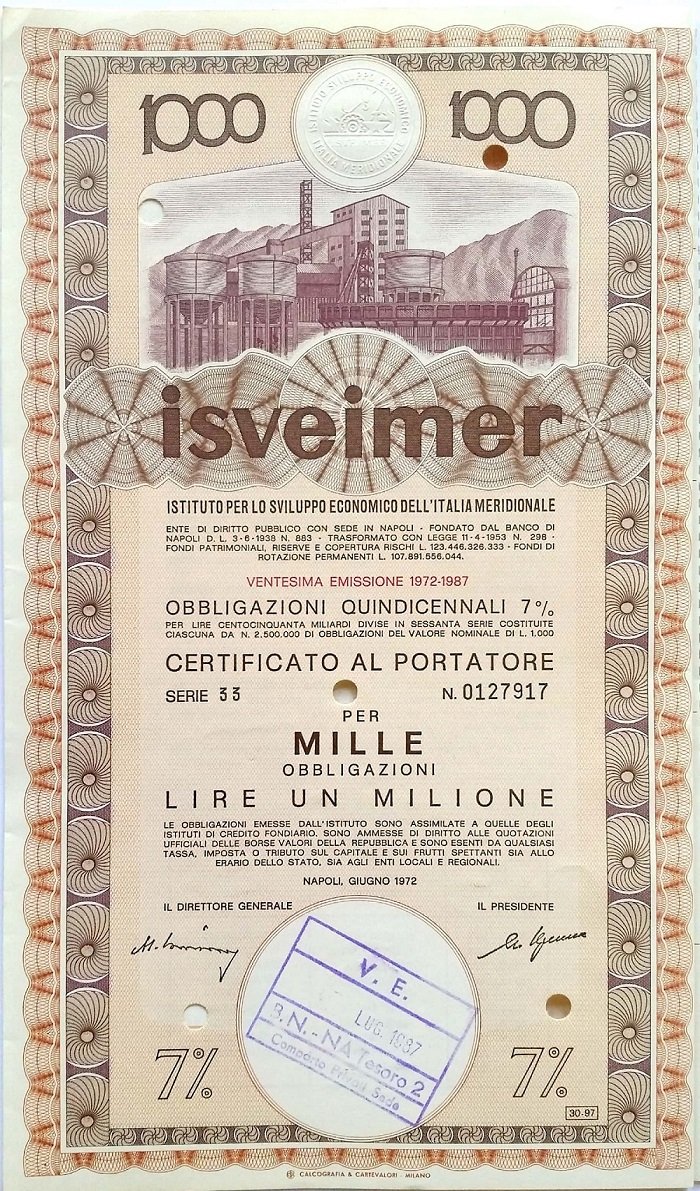 1000
1000
ISTITUTO SVILUPPO ECONOMICO
ITALIA MERIDIONALE
isveimer
ISTITUTO PER LO SVILUPPO ECONOMICO DELL'ITALIA MERIDIONALE
ENTE DI DIRITTO PUBBLICO CON SEDE IN NAPOLI - FONDATO DAL BANCO DI
NAPOLI D. L. 3-6-1938 N. 883 - TRASFORMATO CON LEGGE 11-4-1953 N. 298 -
FONDI PATRIMONIALI, RISERVE E COPERTURA RISCHI L. 123.446.326.333 - FONDI DI
ROTAZIONE PERMANENTI L. 107.891.556.044.
VENTESIMA EMISSIONE 1972-1987
OBBLIGAZIONI QUINDICENNALI 7%
PER LIRE CENTOCINQUANTA MILIARDI DIVISE IN SESSANTA SERIE COSTITUITE
CIASCUNA DA N. 2.500.000 DI OBBLIGAZIONI DEL VALORE NOMINALE DI L. 1.000
CERTIFICATO AL PORTATORE
SERIE 33 N. 0127917
PER
MILLE
OBBLIGAZIONI
LIRE UN MILIONE
LE OBBLIGAZIONI EMESSE DALL'ISTITUTO SONO ASSIMILATE A QUELLE DEGLI
ISTITUTI DI CREDITO FONDIARIO, SONO AMMESSE DI DIRITTO ALLE QUOTAZIONI
UFFICIALI DELLE BORSE VALORI DELLA REPUBBLICA E SONO ESENTI DA QUALSIASI
TASSA, IMPOSTA O TRIBUTO SUL CAPITALE E SUI FRUTTI SPETTANTI SIA ALLO
ERARIO DELLO STATO, SIA AGLI ENTI LOCALI E REGIONALI.
NAPOLI, GIUGNO 1972
IL DIRETTORE GENERALE IL PRESIDENTE
V. E.
LUG. 1987
B.N.-NA Tesoro 2
Comparto Privati Sede
7%
7%
30-97
CALCOGRAFIA & CARTEVALORI - MILANO